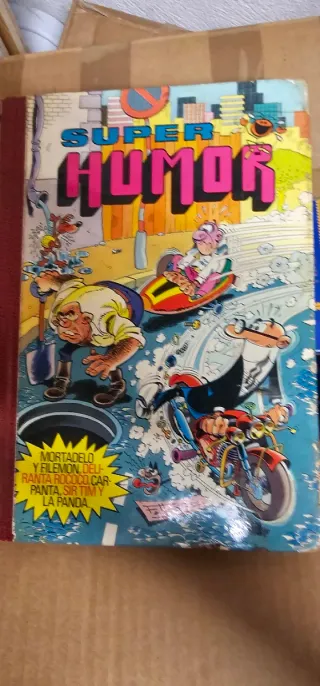 SUPER
HUMOR
MORTADELO
Y FILEMON, DELI-
RANTA ROCOCO, CAR-
PANTA, SIR TIM Y
LA PANDA